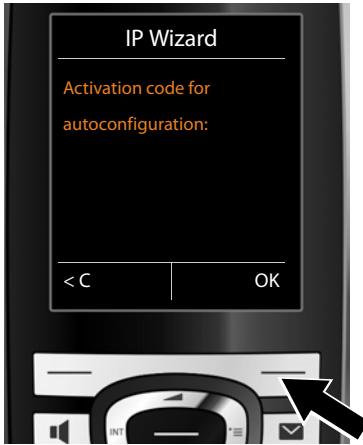 IP Wizard
Activation code for
autoconfiguration:
< C OK
INT